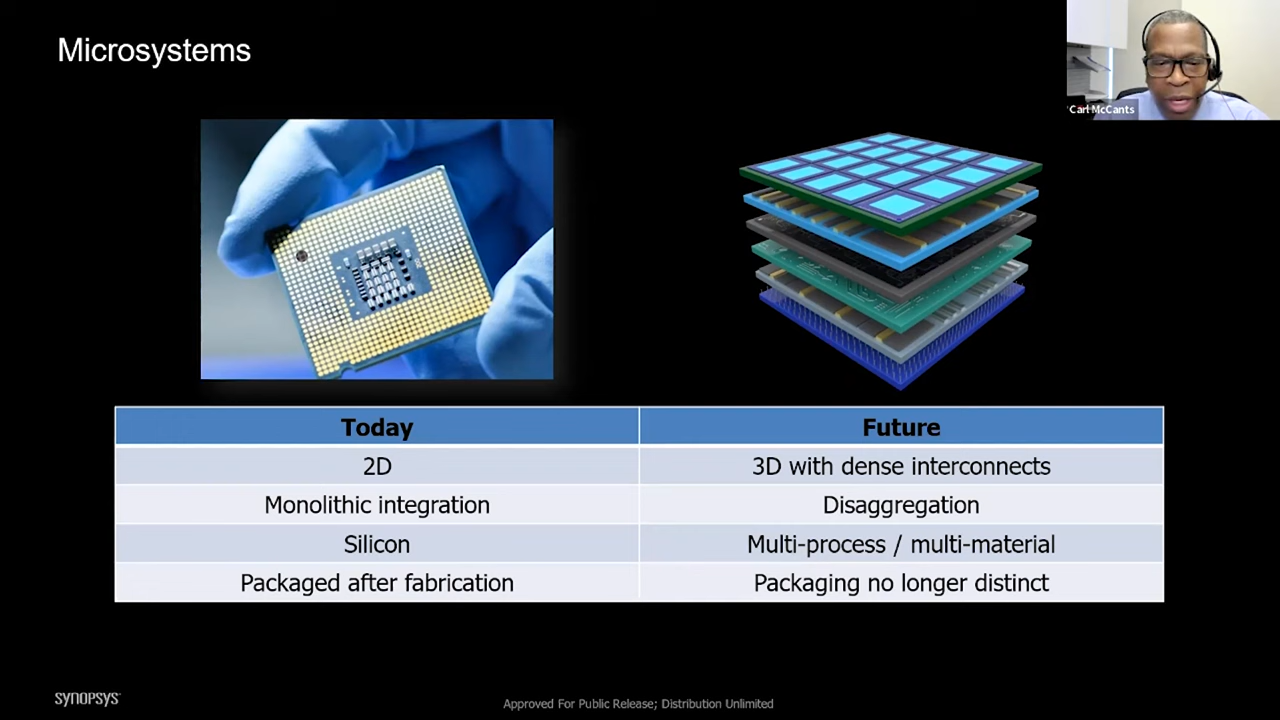 Microsystems
Carl McCants
Today
Future
2D
3D with dense interconnects
Monolithic integration
Disaggregation
Silicon
Multi-process / multi-material
Packaged after fabrication
Packaging no longer distinct
SYNOPSYS
Approved For Public Release; Distribution Unlimited